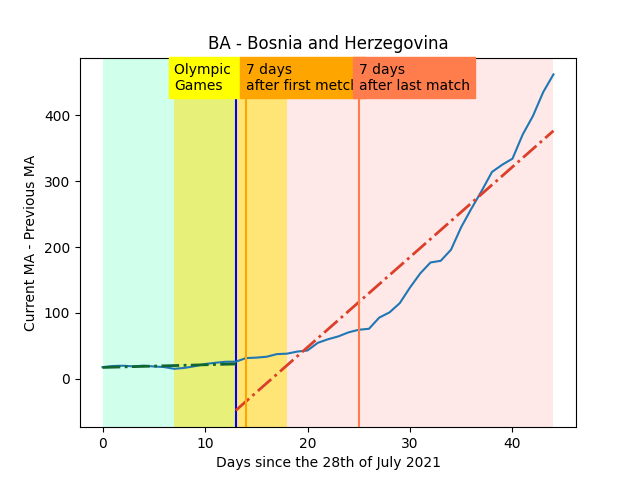 BA - Bosnia and Herzegovina
Olympic
Games
7 days
after first metch
7 days
after last match
Current MA - Previous MA
400
300
200
100
0
0
10
20
30
40
Days since the 28th of July 2021